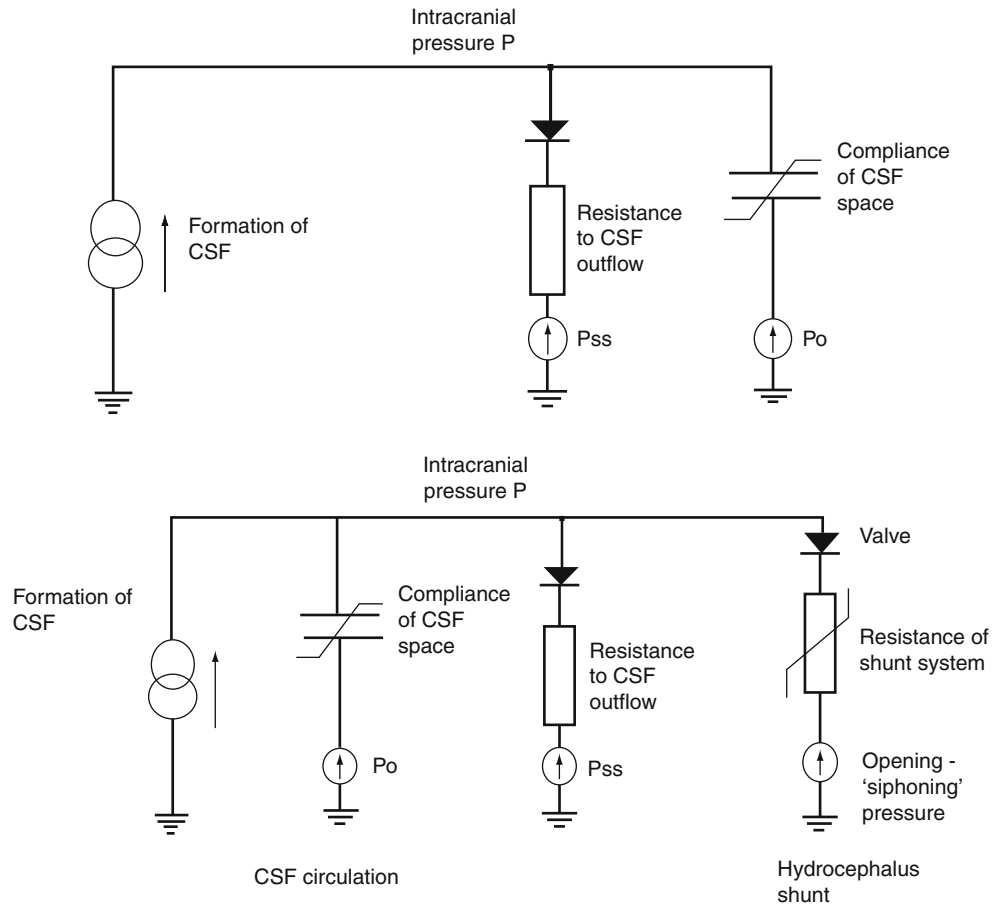 Intracranial
pressure P
Formation of
CSF
Resistance
to CSF
outflow
Pss
Compliance
of CSF
space
Po
Intracranial
pressure P
Formation of
CSF
Compliance
of CSF
space
Po
Resistance
to CSF
outflow
Pss
Valve
Resistance of
shunt system
Opening -
‘siphoning’
pressure
CSF circulation
Hydrocephalus
shunt